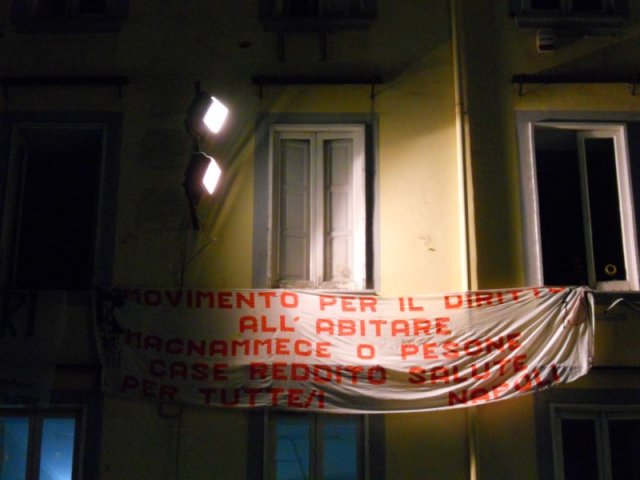 MOVIMENTO PER IL DIRITTO
ALL' ABITARE
MAGNAMMECE O PESONE
CASE REDDITO SALUTE
PER TUTTE/I NAPOLI